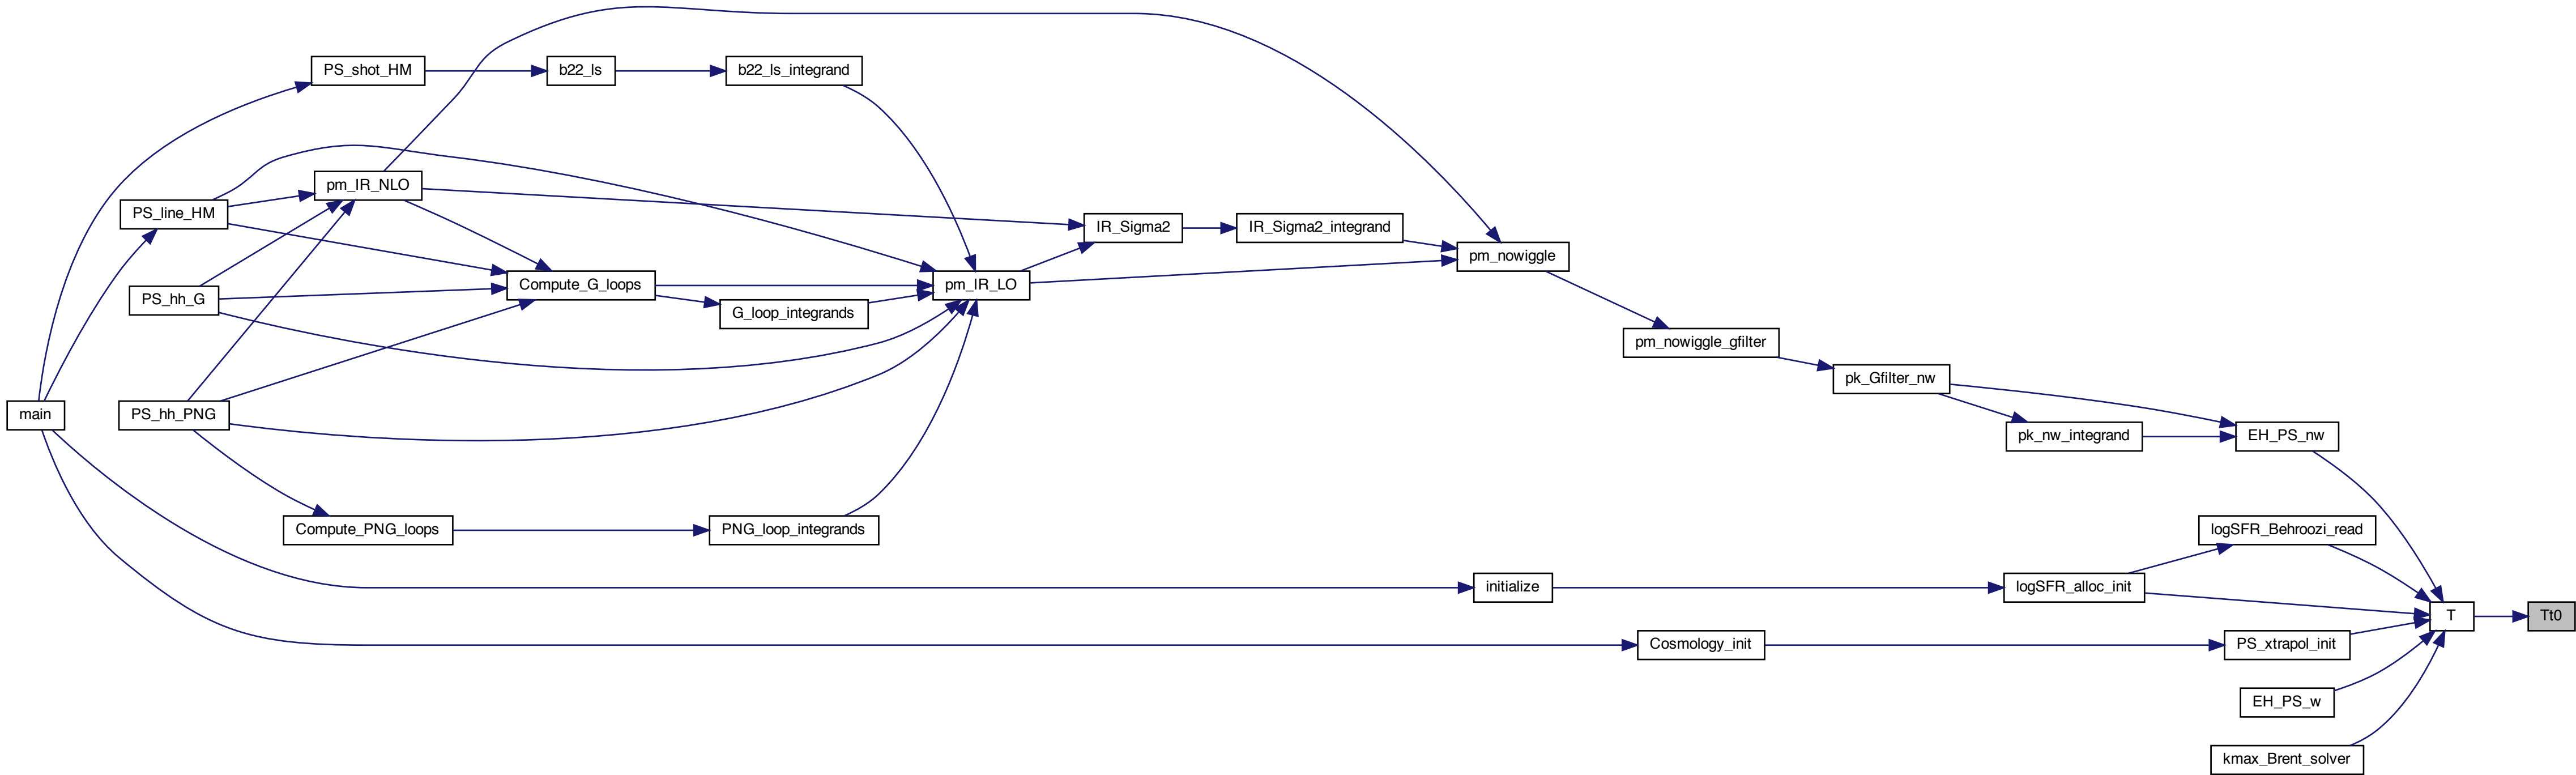 PS_shot_HM
b22_ls
b22_ls_integrand
pm_IR_NLO
PS_line_HM
IR_Sigma2
IR_Sigma2_integrand
pm_nowiggle
PS_hh_G
Compute_G_loops
G_loop_integrands
pm_IR_LO
pm_nowiggle_gfilter
pk_Gfilter_nw
main
PS_hh_PNG
pk_nw_integrand
EH_PS_nw
Compute_PNG_loops
PNG_loop_integrands
logSFR_Behroozi_read
initialize
logSFR_alloc_init
T
Tt0
Cosmology_init
PS_xtrapol_init
EH_PS_w
kmax_Brent_solver